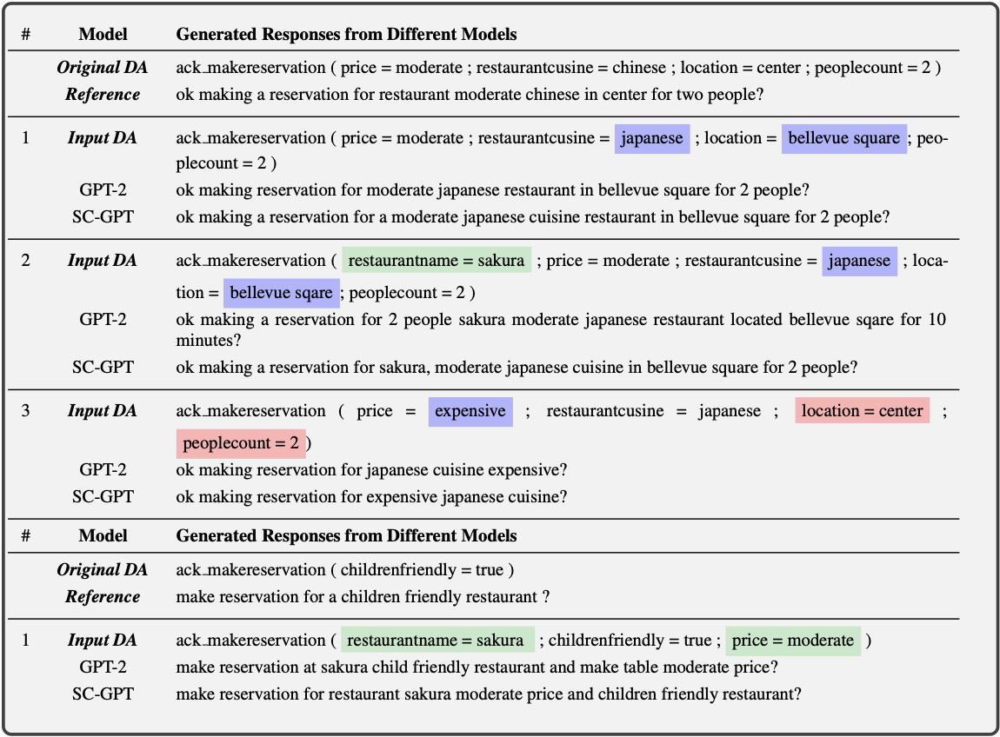 # Model Generated Responses from Different Models
Original DA ack_makereservation ( price = moderate ; restaurantcusine = chinese ; location = center ; peoplecount = 2 )
Reference ok making a reservation for restaurant moderate chinese in center for two people?
1 Input DA ack_makereservation ( price = moderate ; restaurantcusine = japanese ; location = bellevue square ; peo-
plecount = 2 )
GPT-2 ok making reservation for moderate japanese restaurant in bellevue square for 2 people?
SC-GPT ok making a reservation for a moderate japanese cuisine restaurant in bellevue square for 2 people?
2 Input DA ack_makereservation ( restaurantname = sakura ; price = moderate ; restaurantcusine = japanese ; loca-
tion = bellevue sqare ; peoplecount = 2 )
GPT-2 ok making a reservation for 2 people sakura moderate japanese restaurant located bellevue sqare for 10
minutes?
SC-GPT ok making a reservation for sakura, moderate japanese cuisine in bellevue square for 2 people?
3 Input DA ack_makereservation ( price = expensive ; restaurantcusine = japanese ; location = center ;
peoplecount = 2 )
GPT-2 ok making reservation for japanese cuisine expensive?
SC-GPT ok making reservation for expensive japanese cuisine?
# Model Generated Responses from Different Models
Original DA ack_makereservation ( childrenfriendly = true )
Reference make reservation for a children friendly restaurant ?
1 Input DA ack_makereservation ( restaurantname = sakura ; childrenfriendly = true ; price = moderate )
GPT-2 make reservation at sakura child friendly restaurant and make table moderate price?
SC-GPT make reservation for restaurant sakura moderate price and children friendly restaurant?